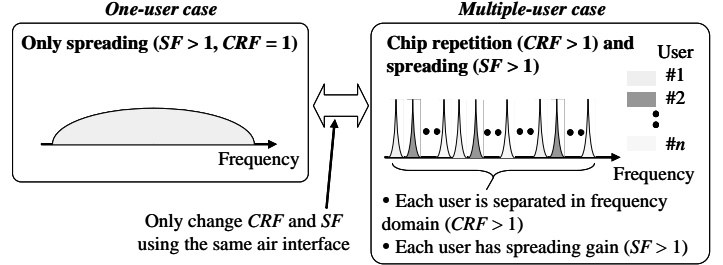 One-user case
Only spreading (SF > 1, CRF = 1)
Frequency
Multiple-user case
Chip repetition (CRF > 1) and
spreading (SF > 1)
User
#1
#2
#n
Frequency
• Each user is separated in frequency
domain (CRF > 1)
• Each user has spreading gain (SF > 1)
Only change CRF and SF
using the same air interface